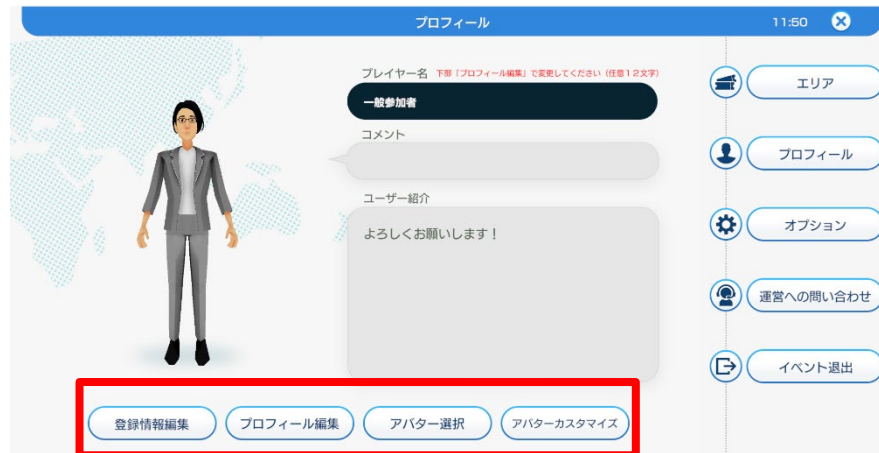 プロフィール
11:50
プレイヤー名 下部「プロフィール編集」で変更してください（任意12文字）
一般参加者
コメント
ユーザー紹介
よろしくお願いします！
エリア
プロフィール
オプション
運営への問い合わせ
イベント退出
登録情報編集
プロフィール編集
アバター選択
アバターカスタマイズ